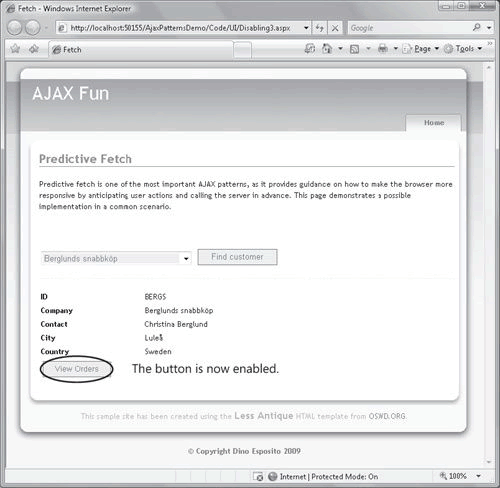 Fetch - Windows Internet Explorer
http://localhost:50155/AjaxPatternsDemo/Code/UI/Disabling3.aspx
Google
Fetch
Page
Tools
AJAX Fun
Home
Predictive Fetch
Predictive fetch is one of the most important AJAX patterns, as it provides guidance on how to make the browser more
responsive by anticipating user actions and calling the server in advance. This page demonstrates a possible
implementation in a common scenario.
Berglunds snabbköp
Find customer
ID BERGS
Company Berglunds snabbköp
Contact Christina Berglund
City Luleå
Country Sweden
View Orders
The button is now enabled.
This sample site has been created using the Less Antique HTML template from OSWD.ORG.
© Copyright Dino Esposito 2009
Internet | Protected Mode: On
100%